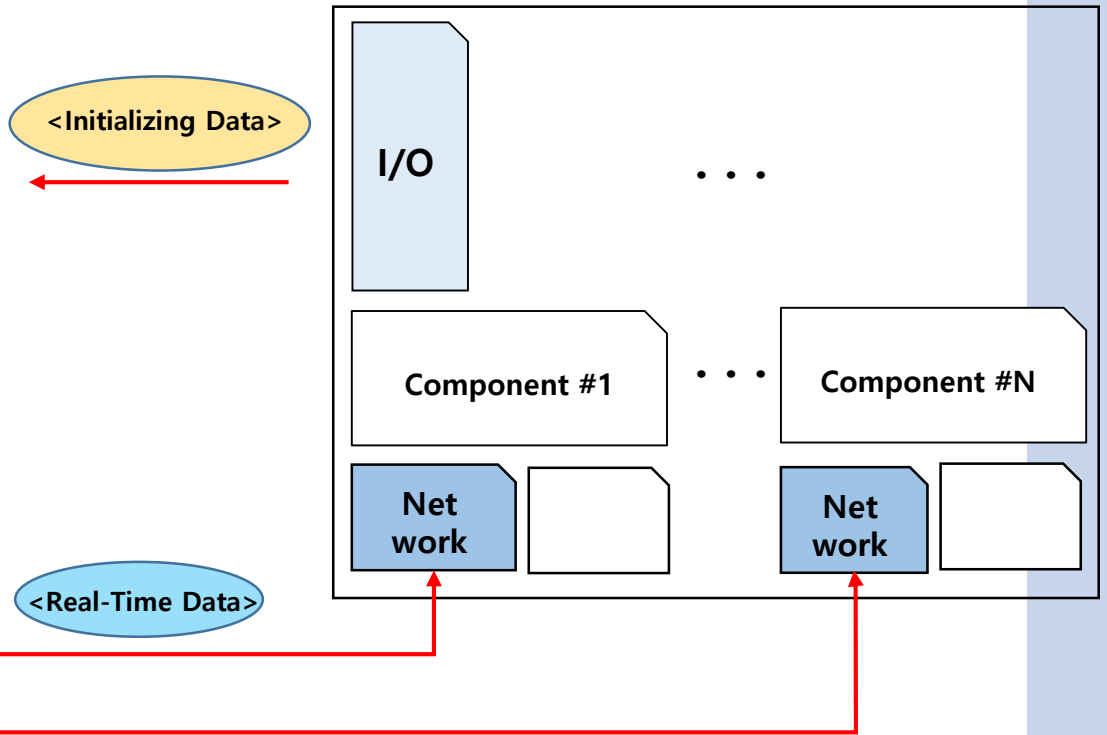 <Initializing Data>
I/O
. . .
Component #1
. . .
Component #N
Net
work
Net
work
<Real-Time Data>